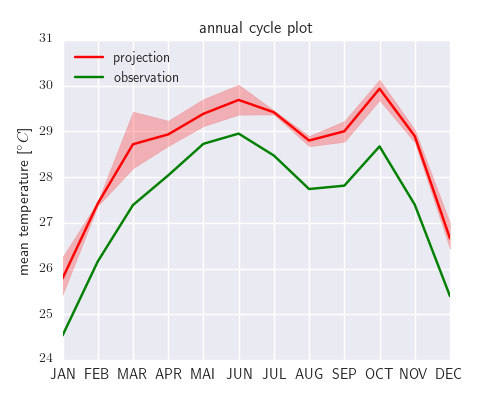 annual cycle plot
projection
observation
mean temperature [°C]
31
30
29
28
27
26
25
24
JAN FEB MAR APR MAI JUN JUL AUG SEP OCT NOV DEC